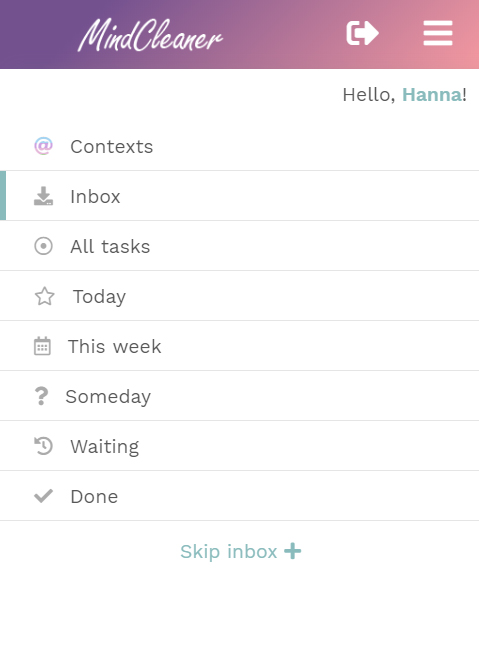 MindCleaner
Hello, Hanna!
@ Contexts
Inbox
All tasks
Today
This week
? Someday
Waiting
Done
Skip inbox +